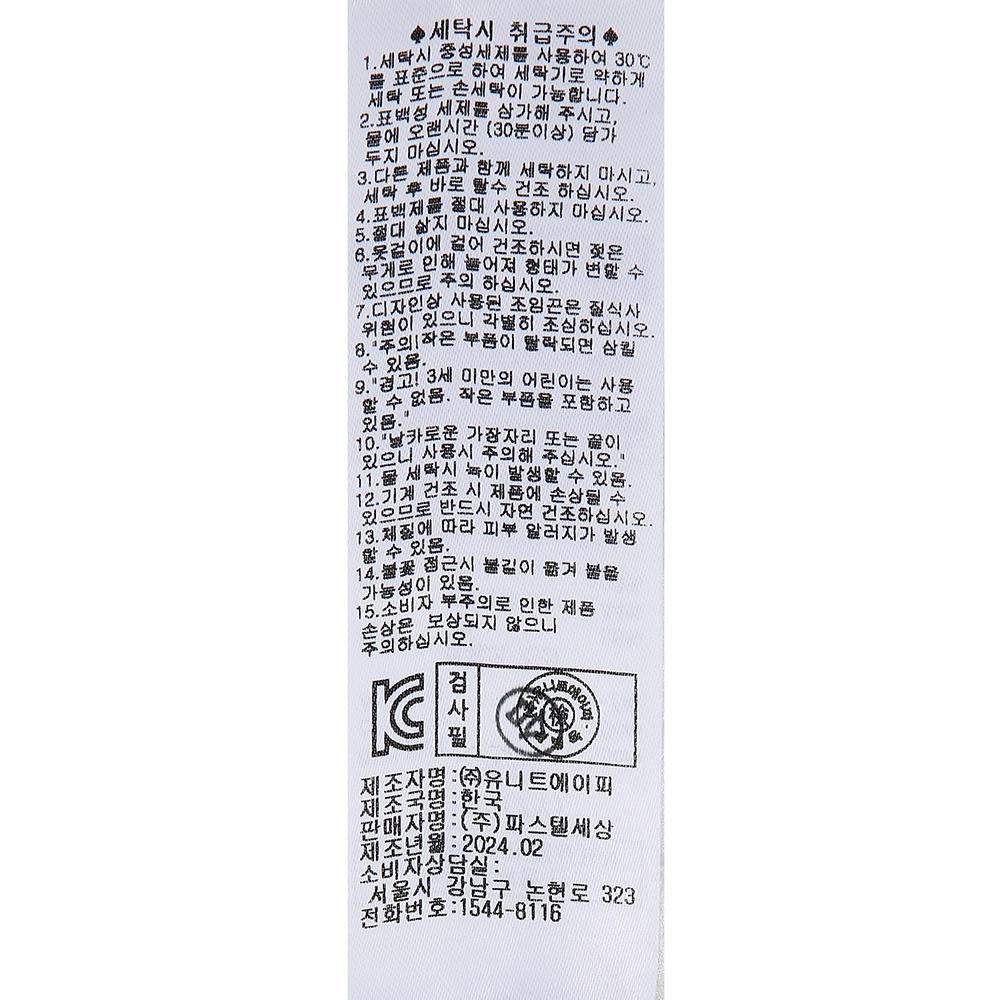 ♠세탁시 취급주의♠
1.세탁시 중성세제를 사용하여 30℃
를 표준으로 하여 세탁기로 약하게
세탁 또는 손세탁이 가능합니다.
2.표백성 세제를 삼가해 주시고,
물에 오랜시간 (30분이상) 담가
두지 마십시오.
3.다른 제품과 함께 세탁하지 마시고,
세탁 후 바로 탈수 건조 하십시오.
4.표백제를 절대 사용하지 마십시오.
5.절대 삶지 마십시오.
6.옷걸이에 걸어 건조하시면 젖은
무게로 인해 늘어져 형태가 변할 수
있으므로 주의 하십시오.
7.디자인상 사용된 조임끈은 질식사
위험이 있으니 각별히 조심하십시오.
8."주의!작은 부품이 탈락되면 삼킬
수 있음.
9."경고! 3세 미만의 어린이는 사용
할 수 없음. 작은 부품을 포함하고
있음."
10."날카로운 가장자리 또는 끝이
있으니 사용시 주의해 주십시오."
11.물 세탁시 녹이 발생할 수 있음.
12.기계 건조 시 제품에 손상될 수
있으므로 반드시 자연 건조하십시오.
13.체질에 따라 피부 알러지가 발생
할 수 있음.
14.불꽃 접근시 불길이 옮겨 붙을
가능성이 있음.
15.소비자 부주의로 인한 제품
손상은 보상되지 않으니
주의하십시오.
검사필
제조자명:㈜유니트에이피
제조국명:한국
판매자명:(주)파스텔세상
제조년월:2024.02
소비자상담실:
서울시 강남구 논현로 323
전화번호:1544-8116